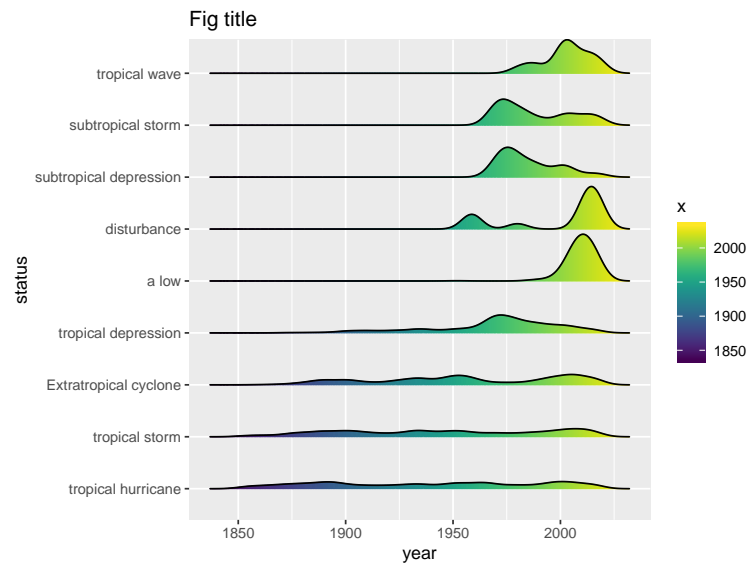 Fig title
tropical wave
subtropical storm
subtropical depression
disturbance
a low
tropical depression
Extratropical cyclone
tropical storm
tropical hurricane
status
1850 1900 1950 2000
year
x
2000
1950
1900
1850